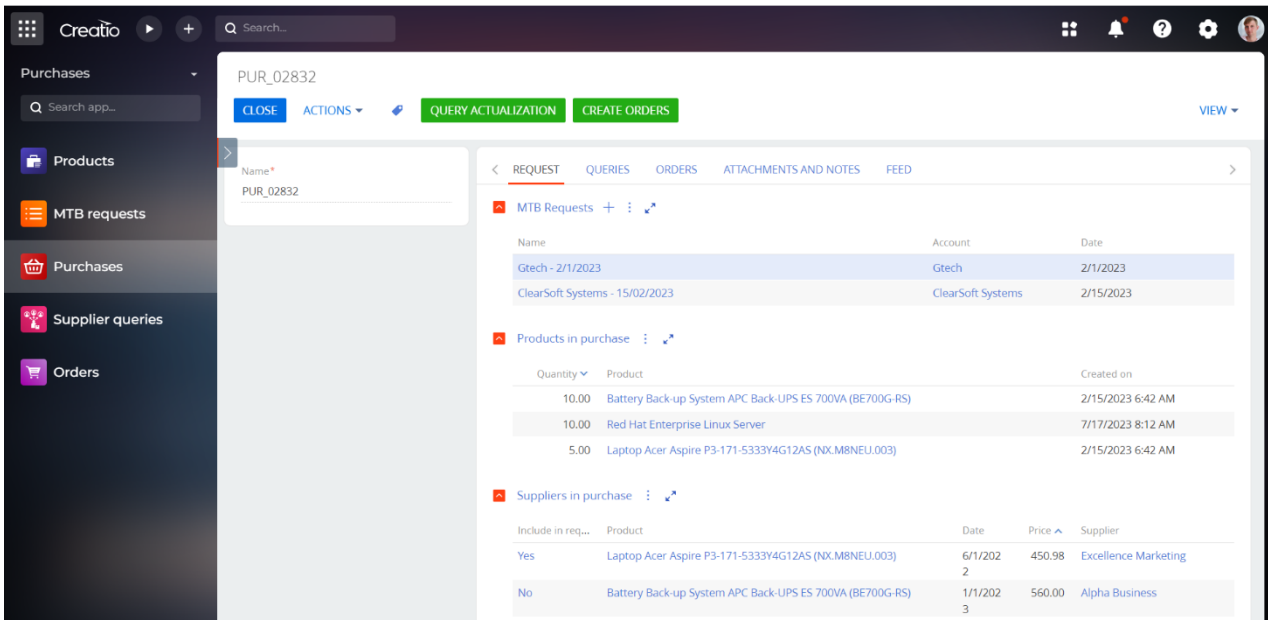 Creatio
Search...
Purchases
Search app...
Products
MTB requests
Purchases
Supplier queries
Orders
PUR_02832
CLOSE ACTIONS QUERY ACTUALIZATION CREATE ORDERS VIEW
Name*
PUR_02832
REQUEST QUERIES ORDERS ATTACHMENTS AND NOTES FEED
MTB Requests
Name Account Date
Gtech - 2/1/2023 Gtech 2/1/2023
ClearSoft Systems - 15/02/2023 ClearSoft Systems 2/15/2023
Products in purchase
Quantity Product Created on
10.00 Battery Back-up System APC Back-UPS ES 700VA (BE700G-RS) 2/15/2023 6:42 AM
10.00 Red Hat Enterprise Linux Server 7/17/2023 8:12 AM
5.00 Laptop Acer Aspire P3-171-5333Y4G12AS (NX.M8NEU.003) 2/15/2023 6:42 AM
Suppliers in purchase
Include in req... Product Date Price Supplier
Yes Laptop Acer Aspire P3-171-5333Y4G12AS (NX.M8NEU.003) 6/1/202 450.98 Excellence Marketing
2
No Battery Back-up System APC Back-UPS ES 700VA (BE700G-RS) 1/1/202 560.00 Alpha Business
3